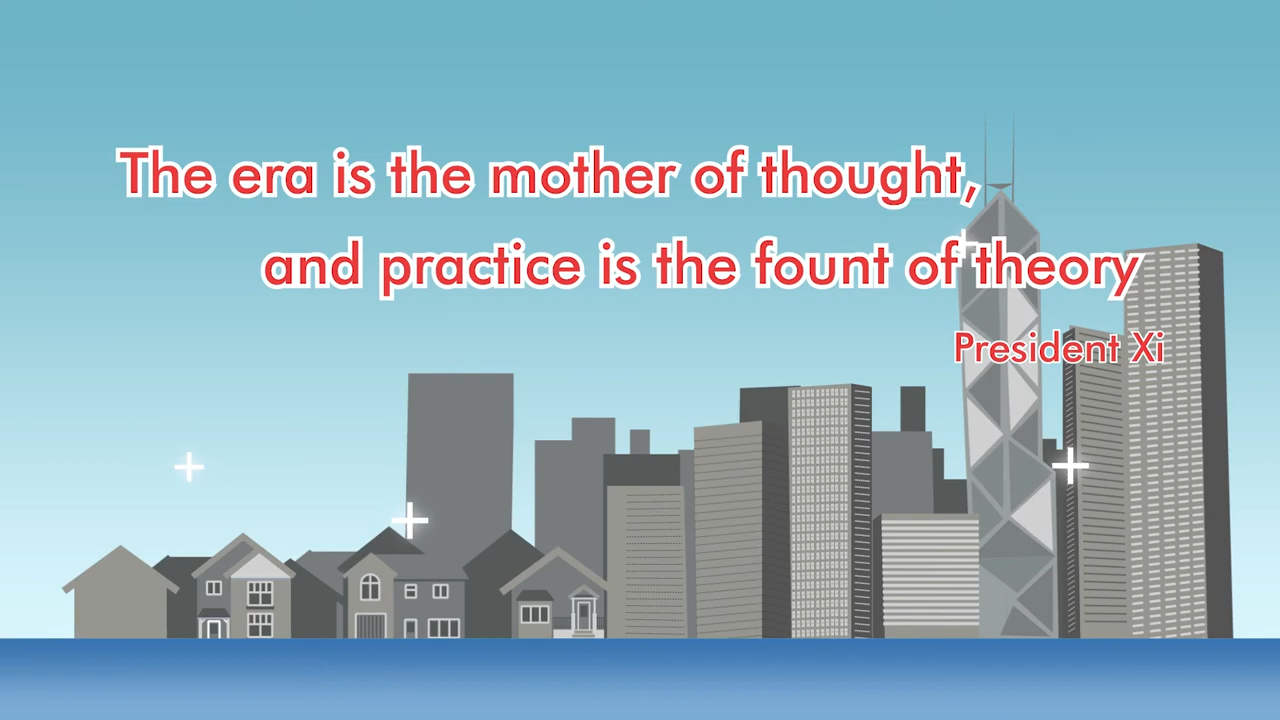 The era is the mother of thought,
and practice is the fount of theory
President Xi